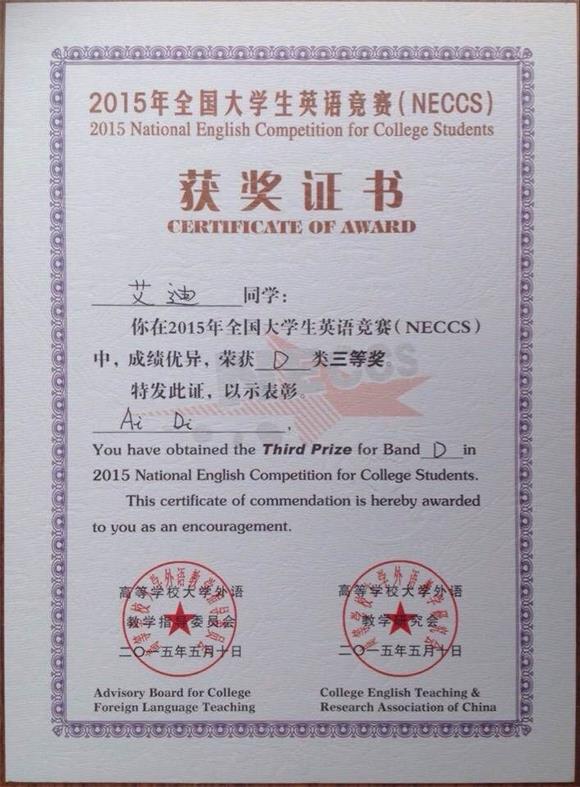 2015年全国大学生英语竞赛(NECCS)
2015 National English Competition for College Students
获奖证书
CERTIFICATE OF AWARD
艾迪 同学:
你在2015年全国大学生英语竞赛(NECCS)
中，成绩优异，荣获 D 类三等奖
特发此证，以示表彰。
Ai Di ,
You have obtained the Third Prize for Band D in
2015 National English Competition for College Students.
This certificate of commendation is hereby awarded
to you as an encouragement.
高等学校大学外语
教学指导委员会
二〇一五年五月十日
Advisory Board for College
Foreign Language Teaching
高等学校大学外语
教学研究会
二〇一五年五月十日
College English Teaching &
Research Association of China